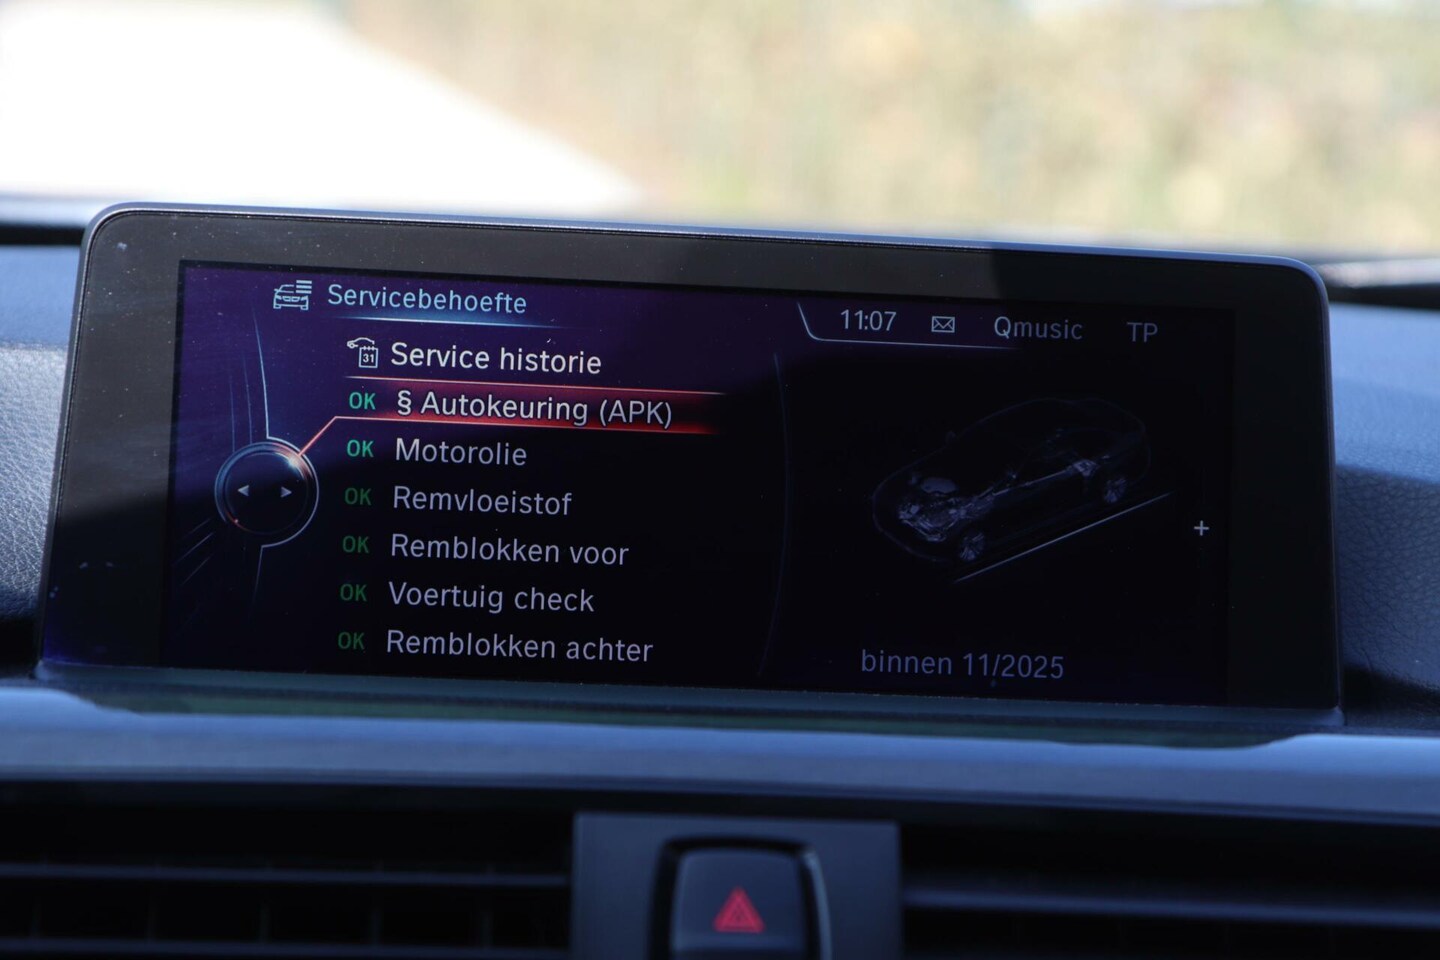 Servicebehoefte
11:07 Qmusic TP
31 Service historie
OK § Autokeuring (APK)
OK Motorolie
OK Remvloeistof
OK Remblokken voor
OK Voertuig check
OK Remblokken achter
+
binnen 11/2025